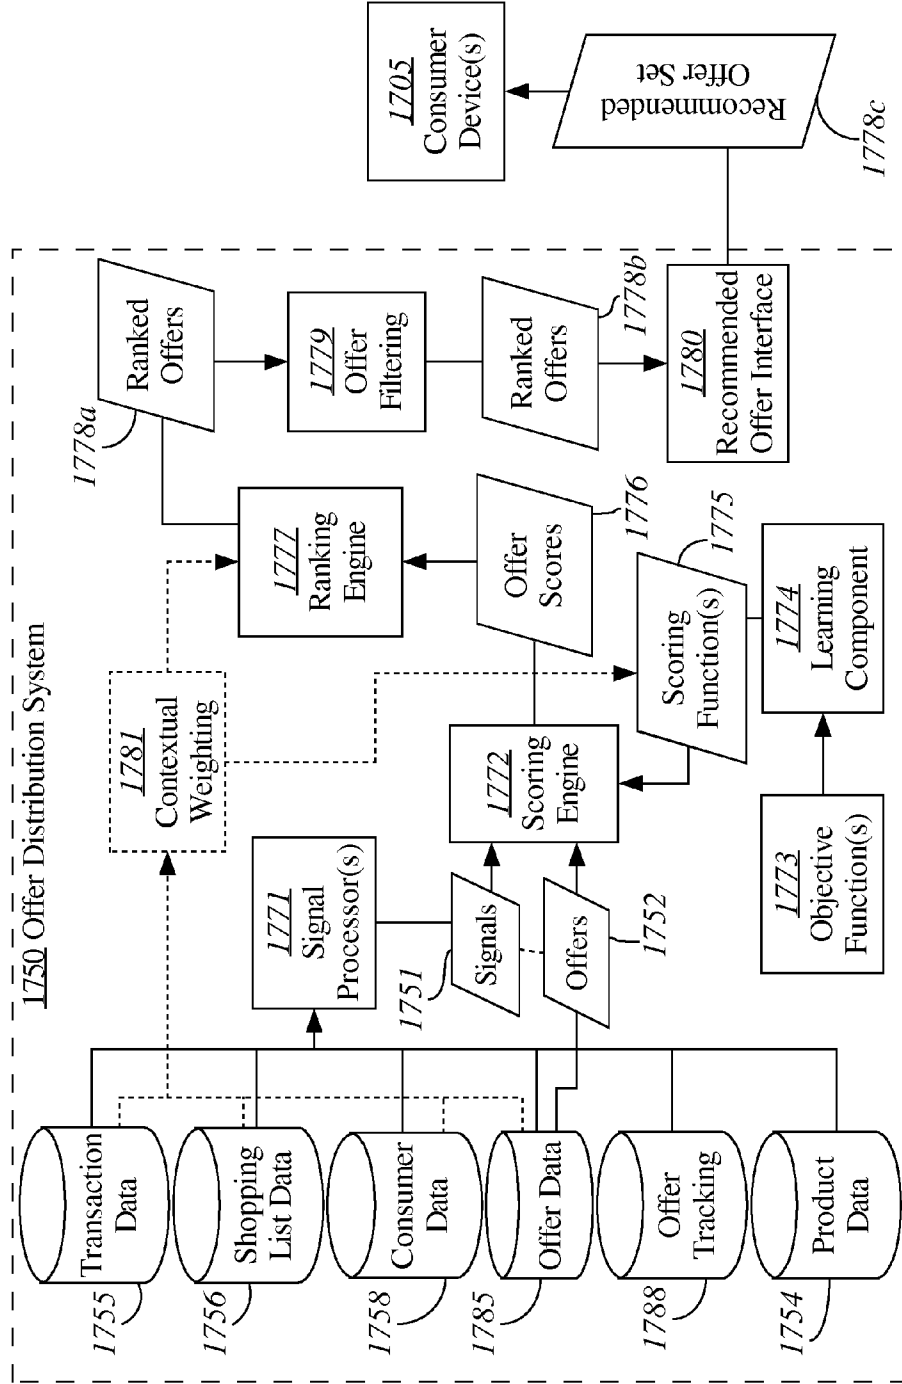 1750 Offer Distribution System
1755
Transaction
Data
1756
Shopping
List Data
1758
Consumer
Data
1785
Offer Data
1788
Offer
Tracking
1754
Product
Data
1781
Contextual
Weighting
1771
Signal
Processor(s)
1751
Signals
Offers
1752
1772
Scoring
Engine
1773
Objective
Function(s)
1774
Learning
Component
Scoring
Function(s)
1775
Offer
Scores
1776
1777
Ranking
Engine
1778a
Ranked
Offers
1779
Offer
Filtering
Ranked
Offers
1778b
1780
Recommended
Offer Interface
Recommended
Offer Set
1778c
1705
Consumer
Device(s)